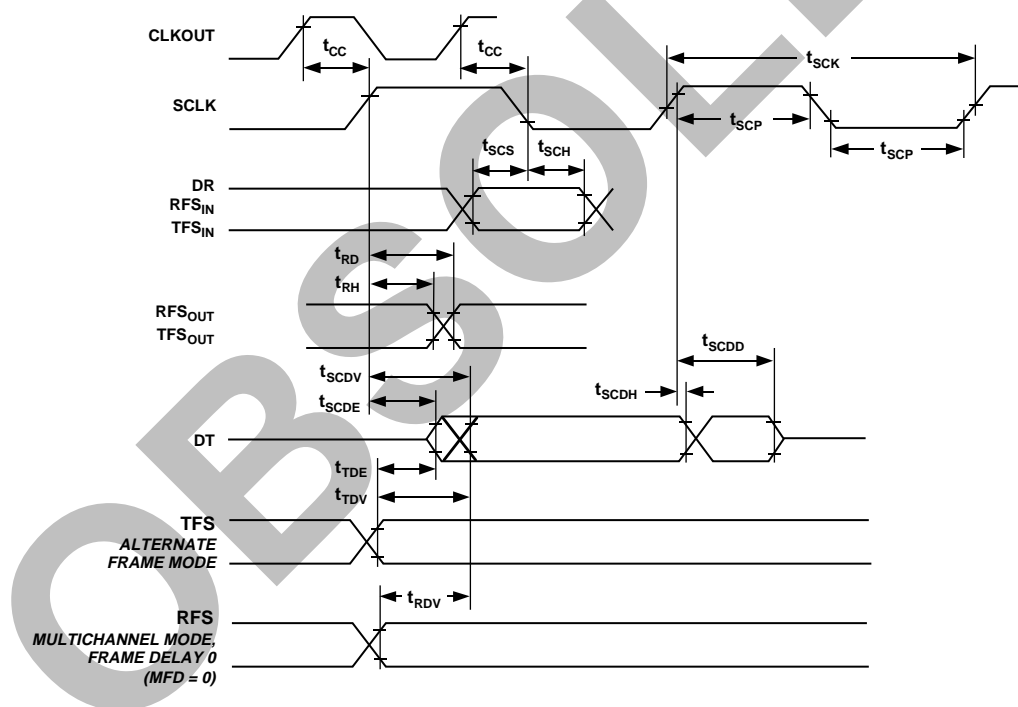 CLKOUT
tCC
tCC
tSCK
SCLK
tSCP
tSCP
tSCS
tSCH
DR
RFSIN
TFSIN
tRD
tRH
RFSOUT
TFSOUT
tSCDD
tSCDV
tSCDH
tSCDE
DT
tTDE
tTDV
TFS
ALTERNATE
FRAME MODE
tRDV
RFS
MULTICHANNEL MODE,
FRAME DELAY 0
(MFD = 0)
OBSOL